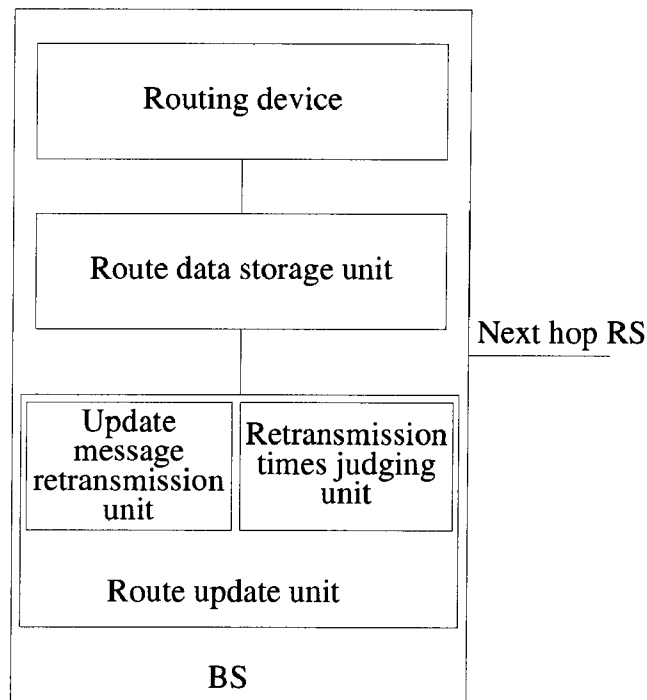 Routing device
Route data storage unit
Next hop RS
Update
message
retransmission
unit
Retransmission
times judging
unit
Route update unit
BS